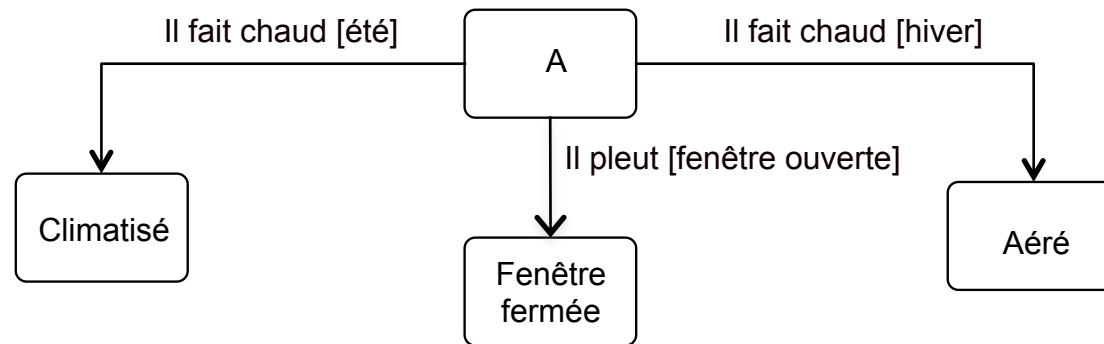 Il fait chaud [été]
A
Il fait chaud [hiver]
Il pleut [fenêtre ouverte]
Climatisé
Fenêtre
fermée
Aéré